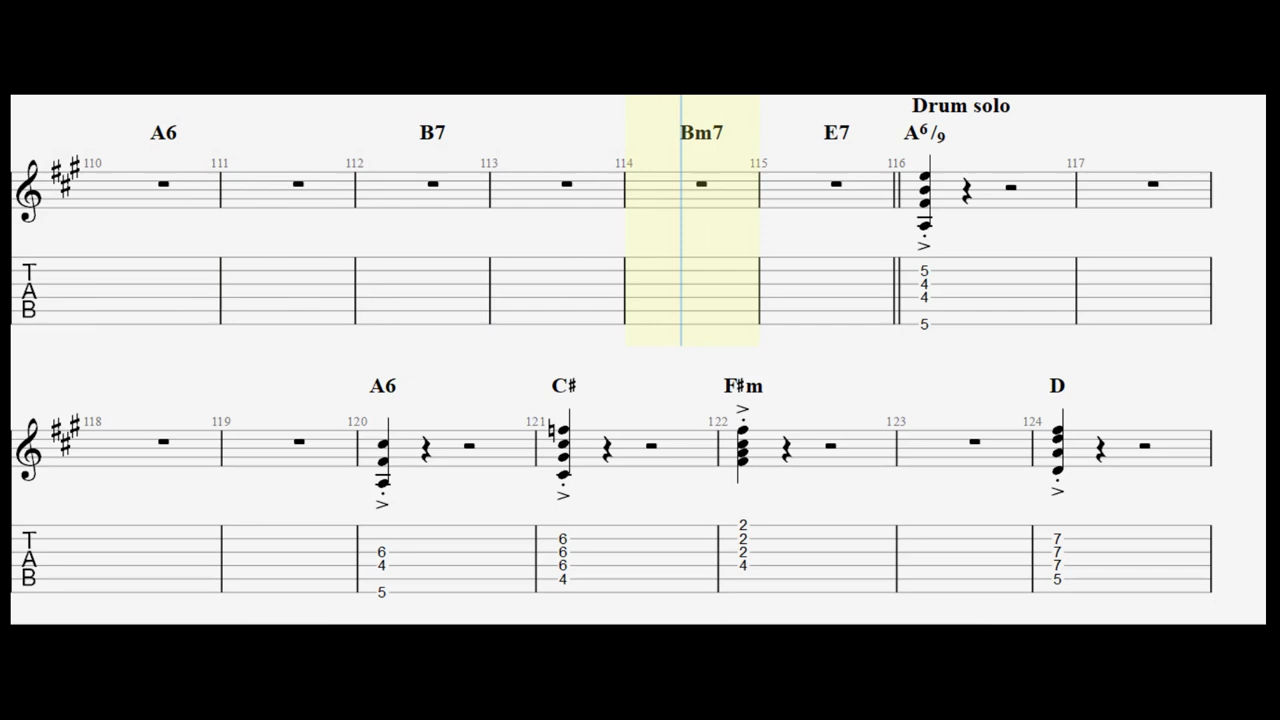 Drum solo
A6 B7 Bm7 E7 A6/9
110 111 112 113 114 115 116 117
T
A
B
5
4
4
5
A6 C# F#m D
118 119 120 121 122 123 124
T
A
B
2
6 2 7
6 6 2 7
4 6 4 7
4 5
5